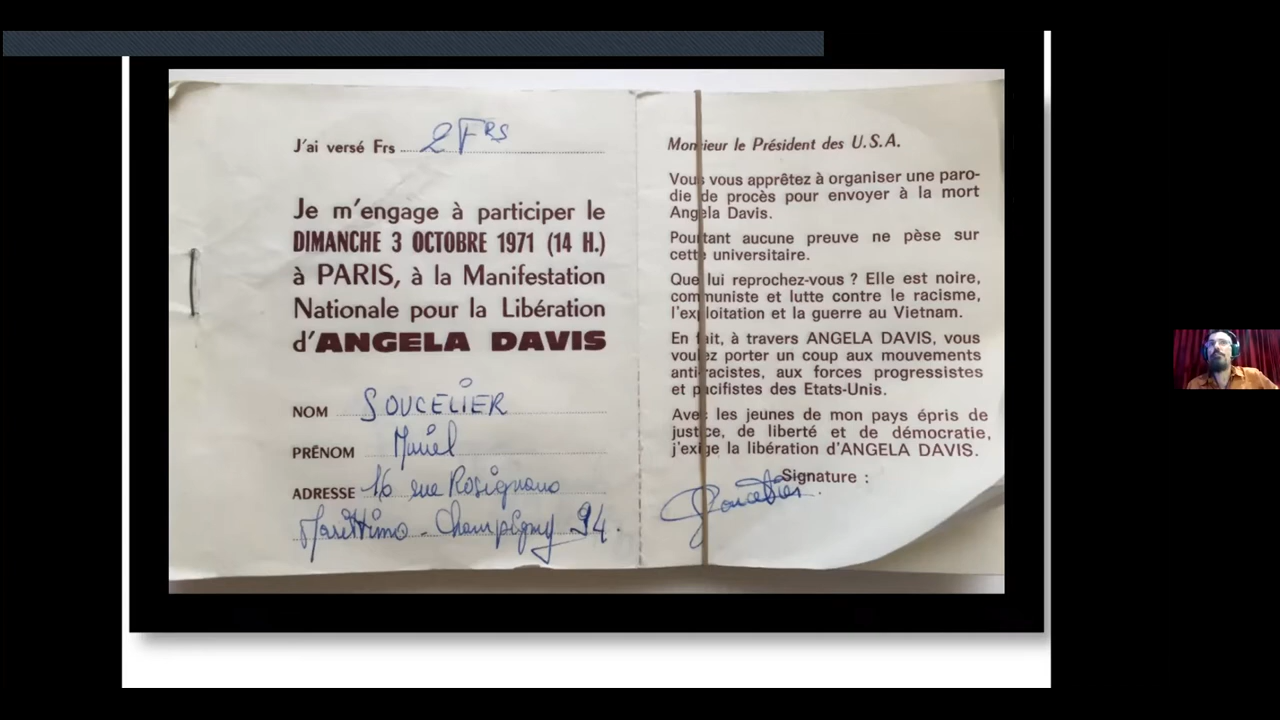 J'ai versé Frs 2 Frs
Je m'engage à participer le
DIMANCHE 3 OCTOBRE 1971 (14 H.)
à PARIS, à la Manifestation
Nationale pour la Libération
d'ANGELA DAVIS
NOM SOUCELIER
PRÉNOM Muriel
ADRESSE 16 rue Rosignano
Marittimo - Champigny 94.
Monsieur le Président des U.S.A.
Vous vous apprêtez à organiser une paro-
die de procès pour envoyer à la mort
Angela Davis.
Pourtant aucune preuve ne pèse sur
cette universitaire.
Que lui reprochez-vous ? Elle est noire,
communiste et lutte contre le racisme,
l'exploitation et la guerre au Vietnam.
En fait, à travers ANGELA DAVIS, vous
voulez porter un coup aux mouvements
antiracistes, aux forces progressistes
et pacifistes des Etats-Unis.
Avec les jeunes de mon pays épris de
justice, de liberté et de démocratie,
j'exige la libération d'ANGELA DAVIS.
Signature :